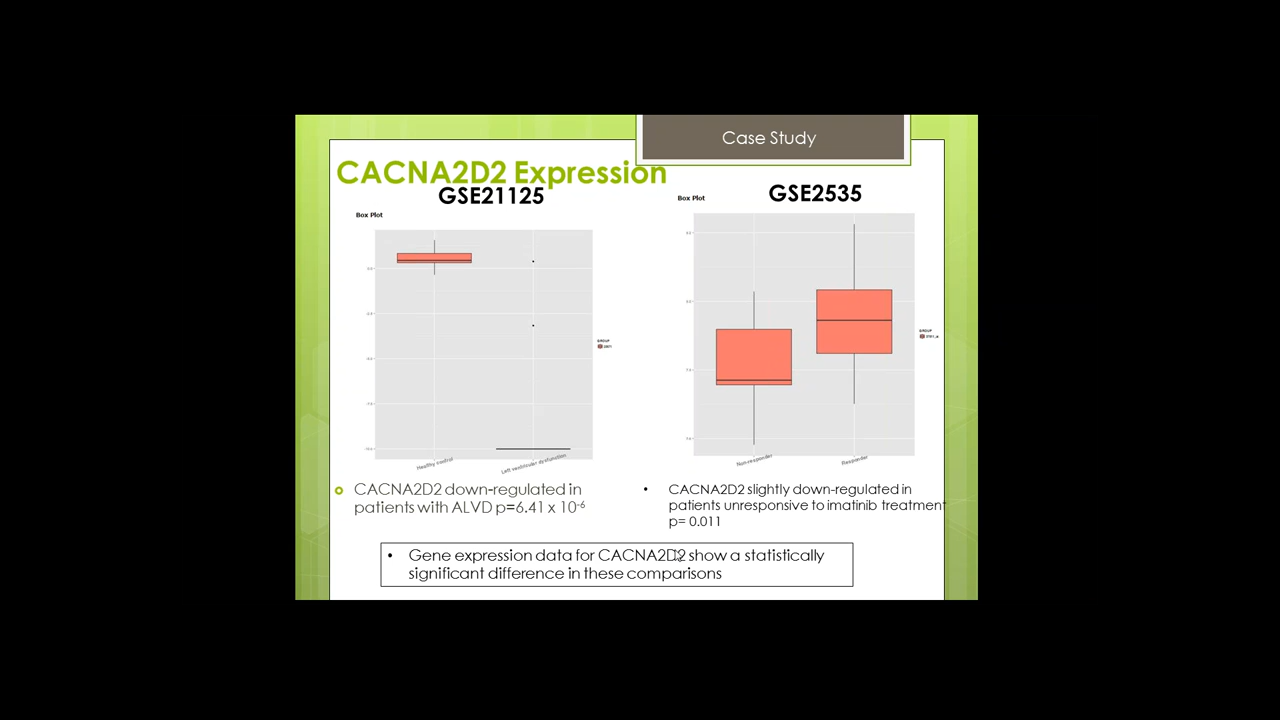 Case Study
CACNA2D2 Expression
GSE21125
GSE2535
Box Plot
Box Plot
GROUP
GROUP
Healthy control
Left ventricular dysfunction
Non-responder
Responder
CACNA2D2 down-regulated in
patients with ALVD p=6.41 x 10-6
• CACNA2D2 slightly down-regulated in
patients unresponsive to imatinib treatment
p= 0.011
• Gene expression data for CACNA2D2 show a statistically
significant difference in these comparisons